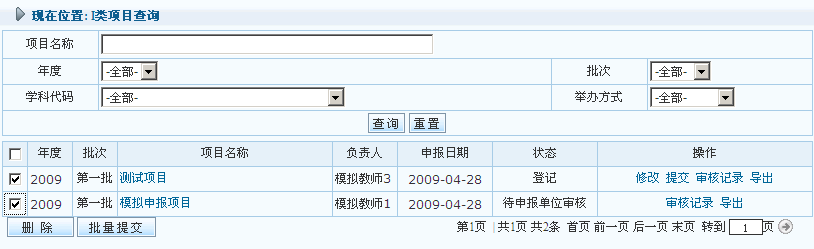 现在位置: I类项目查询
项目名称
年度 -全部- 批次 -全部-
学科代码 -全部- 举办方式 -全部-
查询 重置
年度 批次 项目名称 负责人 申报日期 状态 操作
2009 第一批 测试项目 模拟教师3 2009-04-28 登记 修改 提交 审核记录 导出
2009 第一批 模拟申报项目 模拟教师1 2009-04-28 待申报单位审核 审核记录 导出
删 除 批量提交 第1页 | 共1页 共2条 首页 前一页 后一页 末页 转到 1 页